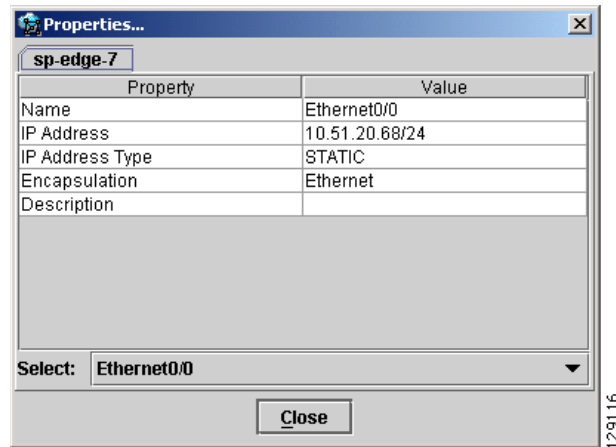 Properties...
sp-edge-7
Property Value
Name Ethernet0/0
IP Address 10.51.20.68/24
IP Address Type STATIC
Encapsulation Ethernet
Description
Select: Ethernet0/0
Close